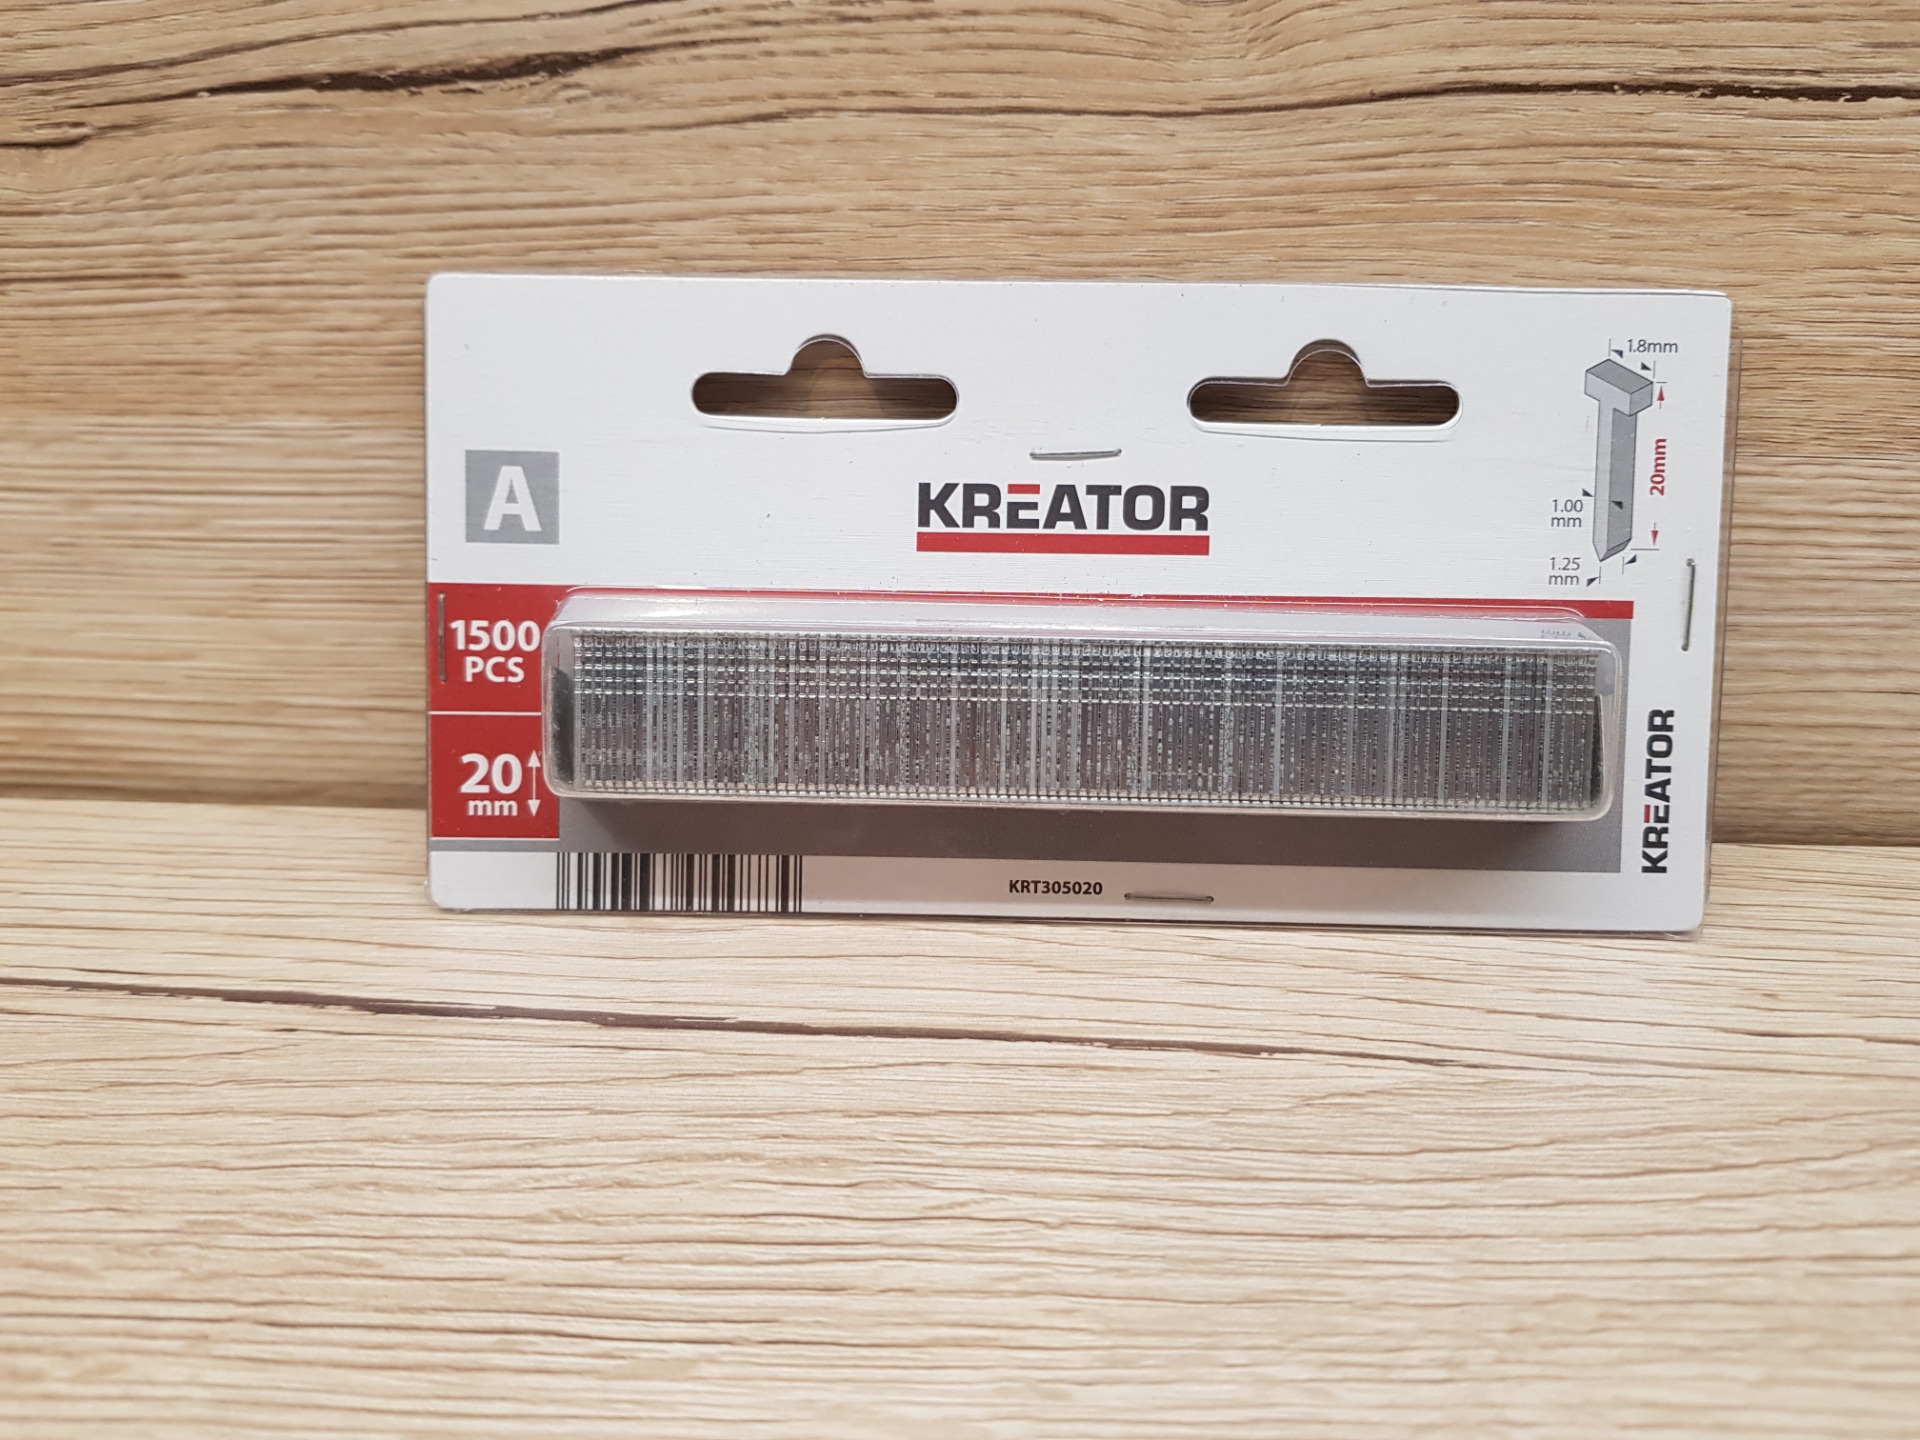 1.8mm
A
KREATOR
20mm
1.00
mm
1.25
mm
1500
PCS
20
mm
KREATOR
KRT305020